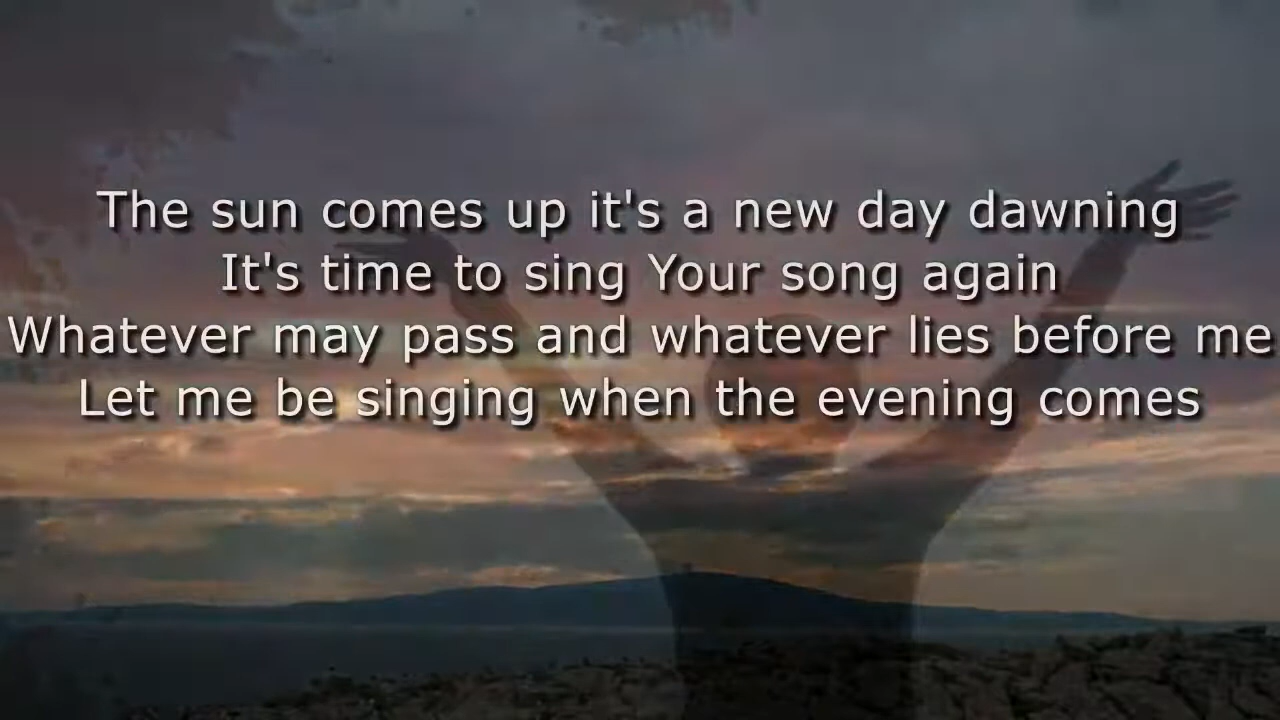 The sun comes up it's a new day dawning
It's time to sing Your song again
Whatever may pass and whatever lies before me
Let me be singing when the evening comes